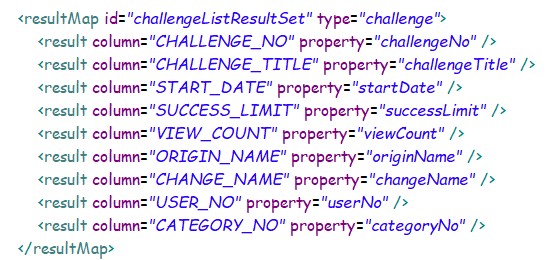 <resultMap id="challengeListResultSet" type="challenge">
<result column="CHALLENGE_NO" property="challengeNo" />
<result column="CHALLENGE_TITLE" property="challengeTitle" />
<result column="START_DATE" property="startDate" />
<result column="SUCCESS_LIMIT" property="successLimit" />
<result column="VIEW_COUNT" property="viewCount" />
<result column="ORIGIN_NAME" property="originName" />
<result column="CHANGE_NAME" property="changeName" />
<result column="USER_NO" property="userNo" />
<result column="CATEGORY_NO" property="categoryNo" />
</resultMap>